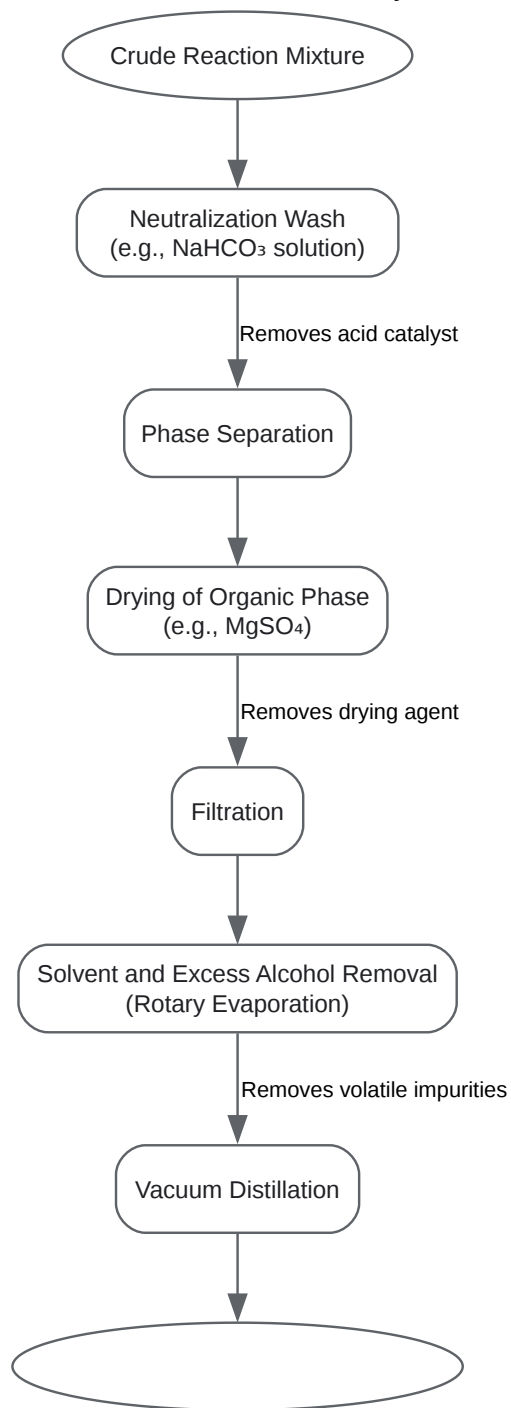 Crude Reaction Mixture
Neutralization Wash
(e.g., NaHCO₃ solution)
Removes acid catalyst
Phase Separation
Drying of Organic Phase
(e.g., MgSO₄)
Removes drying agent
Filtration
Solvent and Excess Alcohol Removal
(Rotary Evaporation)
Removes volatile impurities
Vacuum Distillation